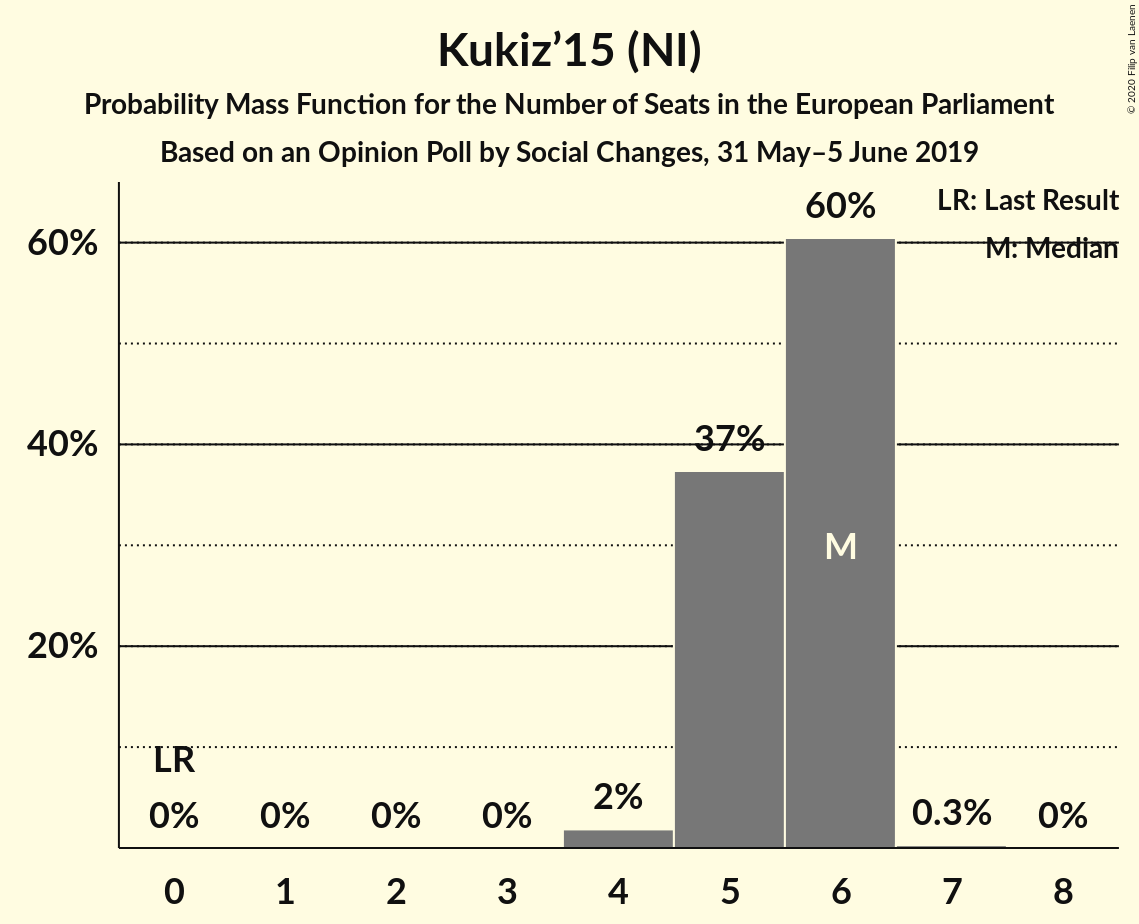 Kukiz’15 (NI)
Probability Mass Function for the Number of Seats in the European Parliament
Based on an Opinion Poll by Social Changes, 31 May–5 June 2019
© 2020 Filip van Laenen
LR: Last Result
M: Median
60%
40%
20%
60%
37%
M
LR
0%
0%
0%
0%
2%
0.3%
0%
0
1
2
3
4
5
6
7
8